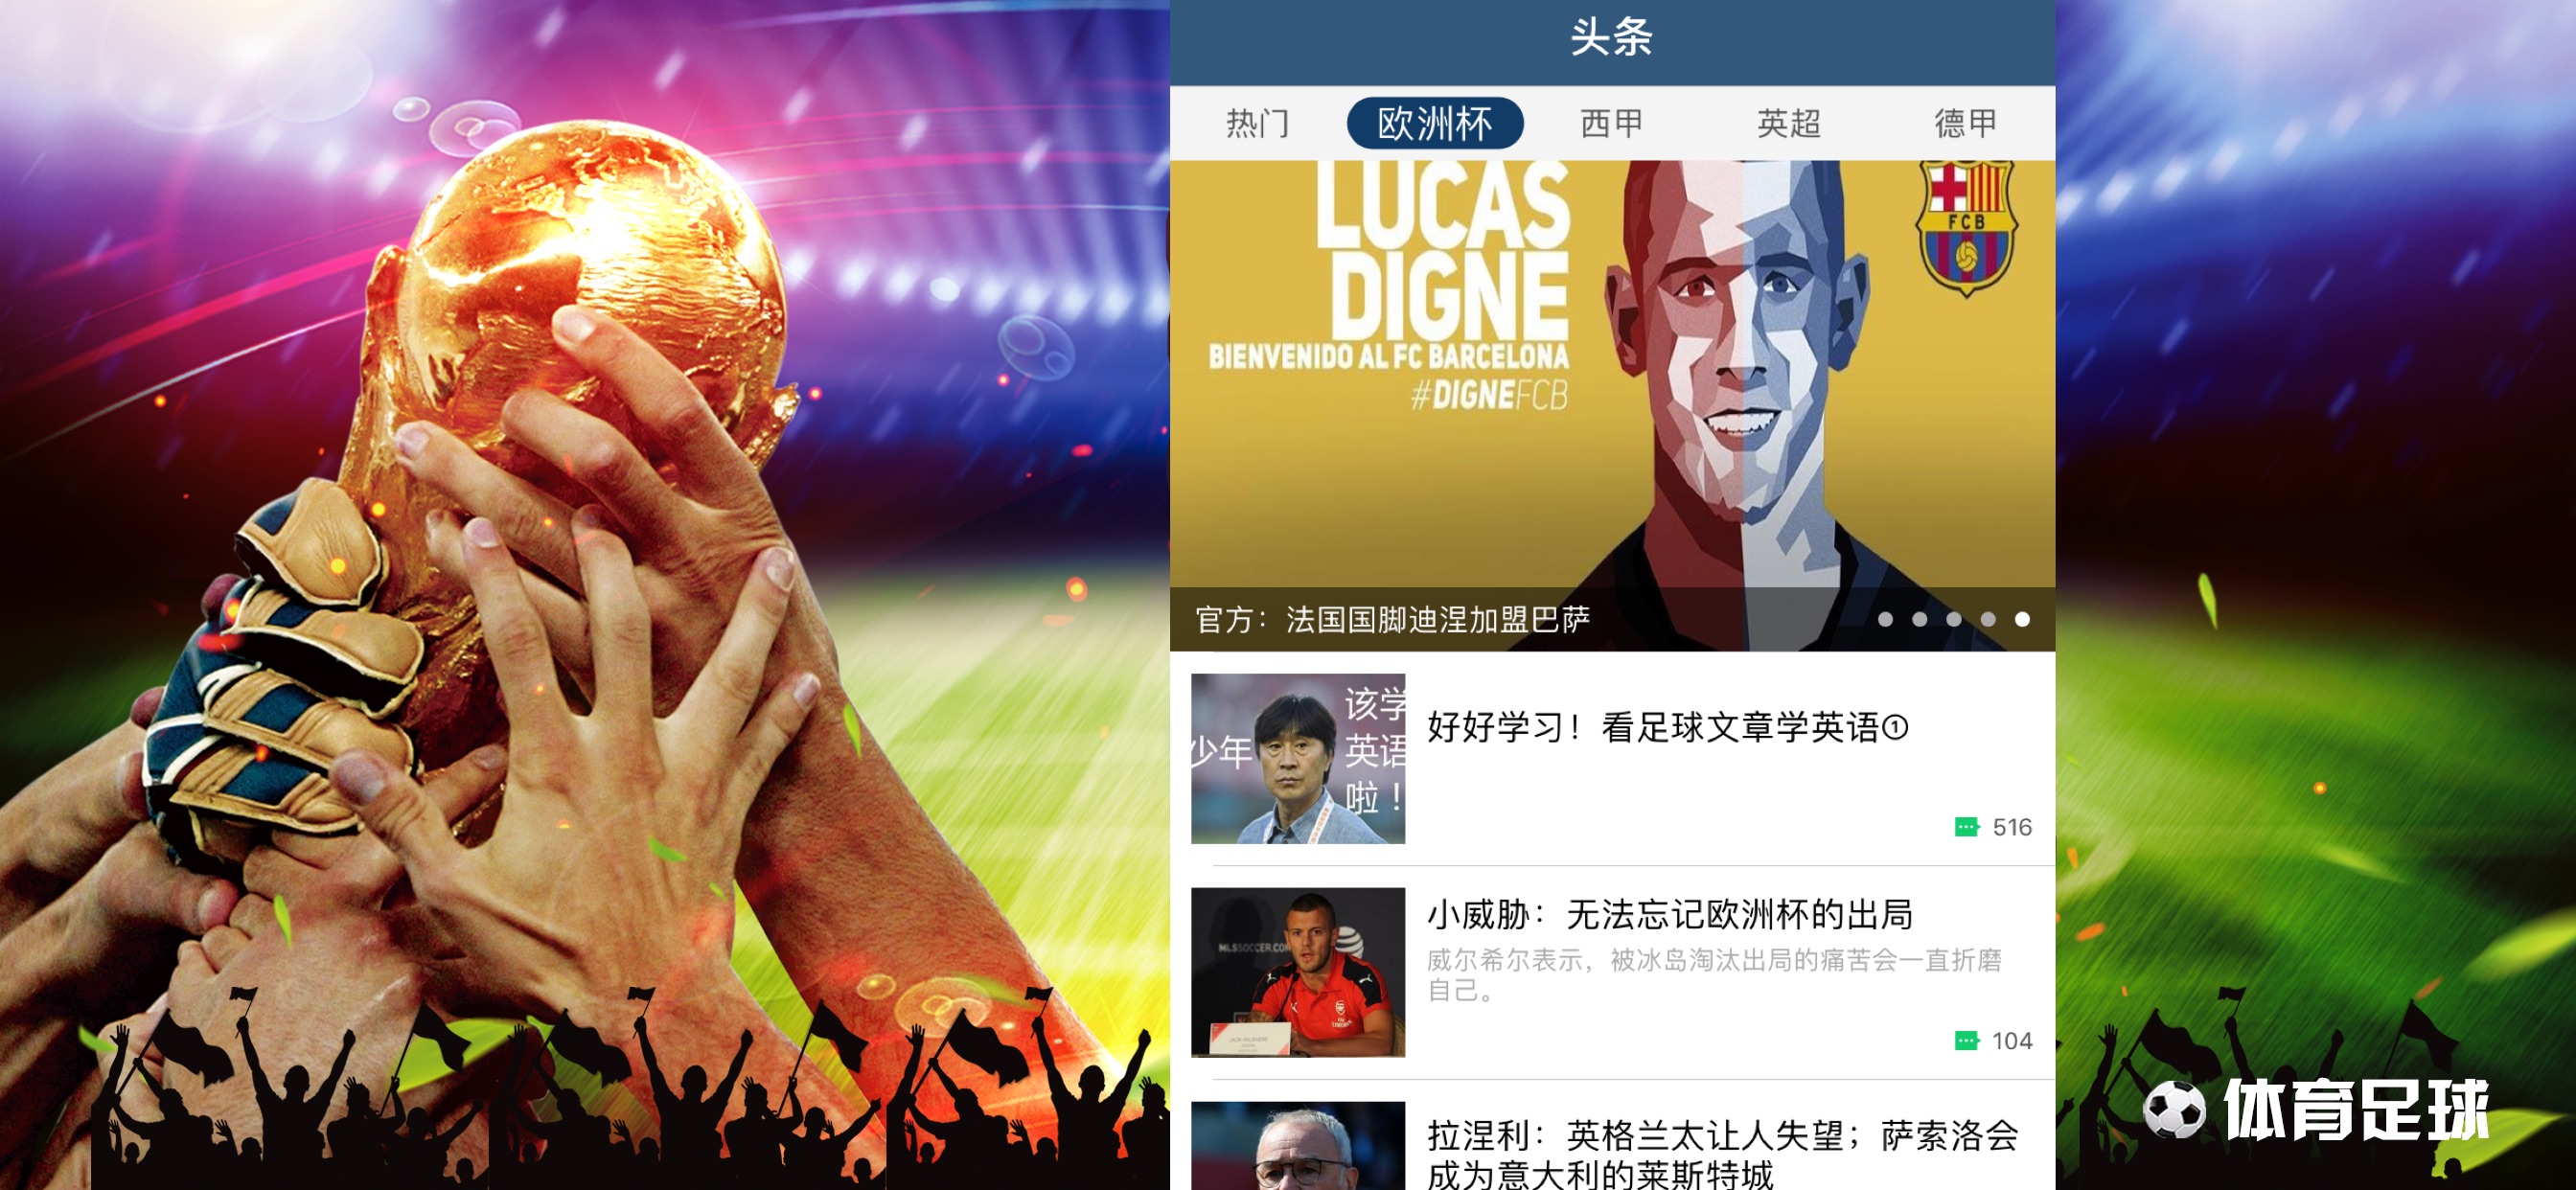 头条
热门 欧洲杯 西甲 英超 德甲
LUCAS
DIGNE
BIENVENIDO AL FC BARCELONA
#DIGNEFCB
FCB
官方：法国国脚迪涅加盟巴萨
少年
该学
英语
啦！
好好学习！看足球文章学英语①
516
MLSSOCCER.COM
JACK WILSHERE
小威胁：无法忘记欧洲杯的出局
威尔希尔表示，被冰岛淘汰出局的痛苦会一直折磨
自己。
104
拉涅利：英格兰太让人失望；萨索洛会
成为意大利的莱斯特城
体育足球